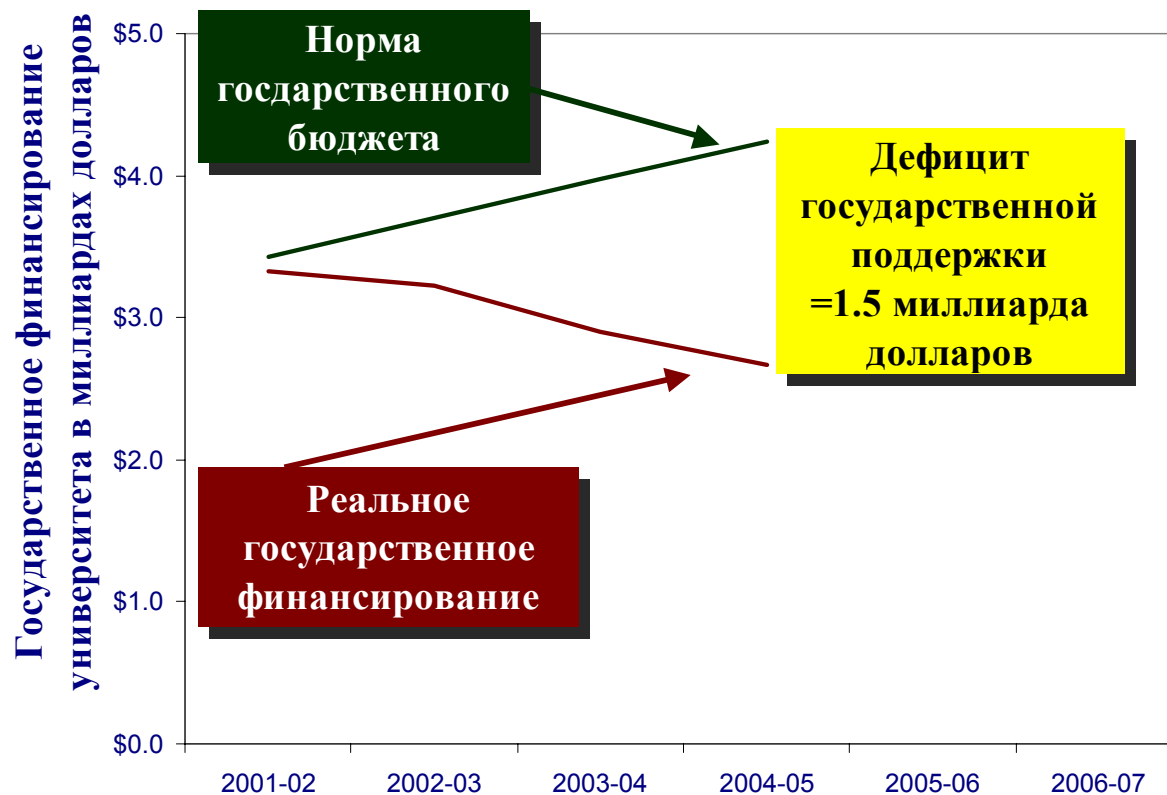 Государственное финансирование
университета в миллиардах долларов
$5.0
$4.0
$3.0
$2.0
$1.0
$0.0
Норма
госдарственного
бюджета
Дефицит
государственной
поддержки
=1.5 миллиарда
долларов
Реальное
государственное
финансирование
2001-02 2002-03 2003-04 2004-05 2005-06 2006-07